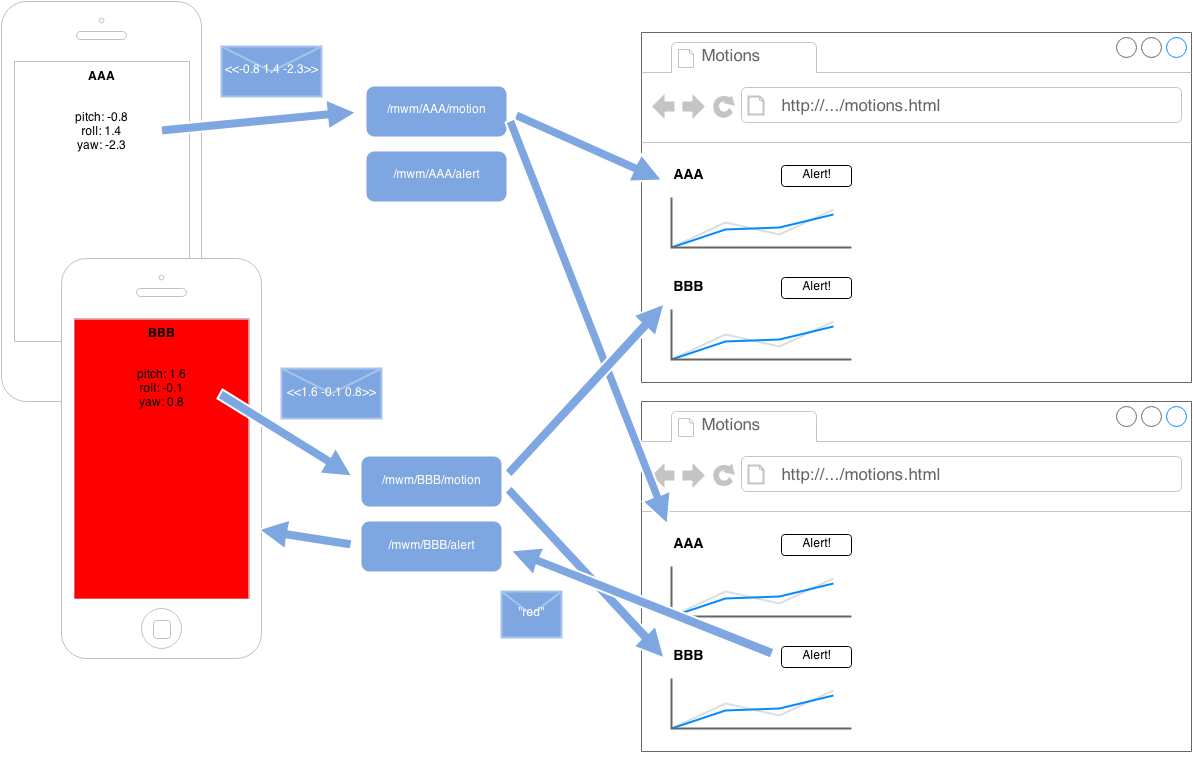 AAA
pitch: -0.8
roll: 1.4
yaw: -2.3
<<-0.8 1.4 -2.3>>
/mwm/AAA/motion
/mwm/AAA/alert
BBB
pitch: 1.6
roll: -0.1
yaw: 0.8
<<1.6 -0.1 0.8>>
/mwm/BBB/motion
/mwm/BBB/alert
"red"
Motions
http://.../motions.html
AAA
Alert!
BBB
Alert!
Motions
http://.../motions.html
AAA
Alert!
BBB
Alert!